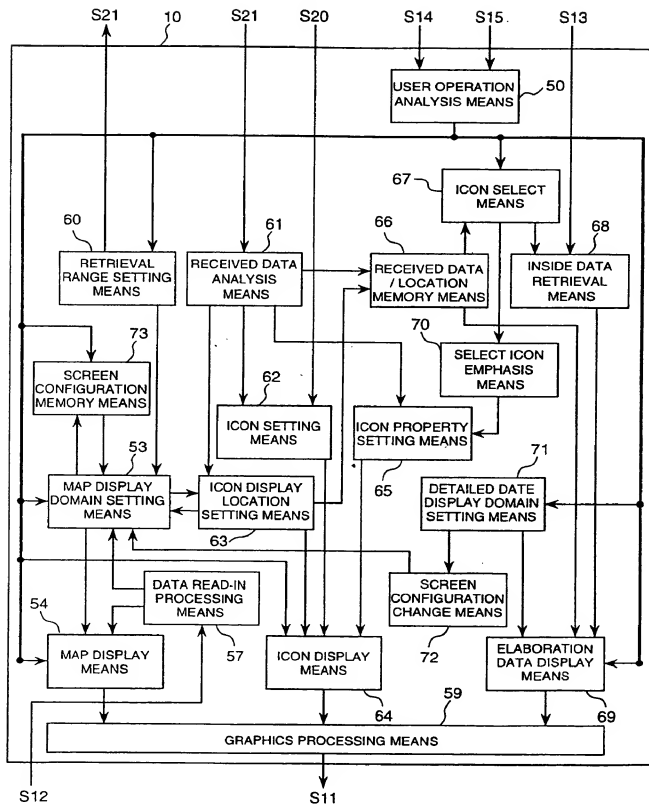 S21
10
S21
S20
S14
S15
S13
USER OPERATION
ANALYSIS MEANS
50
67
ICON SELECT
MEANS
60
RETRIEVAL
RANGE SETTING
MEANS
61
RECEIVED DATA
ANALYSIS
MEANS
66
RECEIVED DATA
/ LOCATION
MEMORY MEANS
68
INSIDE DATA
RETRIEVAL
MEANS
73
SCREEN
CONFIGURATION
MEMORY MEANS
70
SELECT ICON
EMPHASIS
MEANS
62
ICON SETTING
MEANS
ICON PROPERTY
SETTING MEANS
65
53
MAP DISPLAY
DOMAIN SETTING
MEANS
ICON DISPLAY
LOCATION
SETTING MEANS
63
71
DETAILED DATE
DISPLAY DOMAIN
SETTING MEANS
DATA READ-IN
PROCESSING
MEANS
57
SCREEN
CONFIGURATION
CHANGE MEANS
72
54
MAP DISPLAY
MEANS
ICON DISPLAY
MEANS
64
ELABORATION
DATA DISPLAY
MEANS
69
59
GRAPHICS PROCESSING MEANS
S12
S11